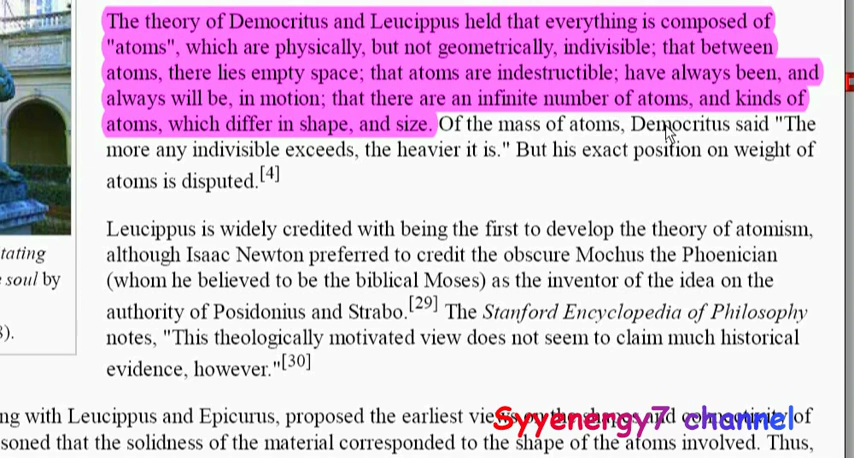 The theory of Democritus and Leucippus held that everything is composed of
"atoms", which are physically, but not geometrically, indivisible; that between
atoms, there lies empty space; that atoms are indestructible; have always been, and
always will be, in motion; that there are an infinite number of atoms, and kinds of
atoms, which differ in shape, and size. Of the mass of atoms, Democritus said "The
more any indivisible exceeds, the heavier it is." But his exact position on weight of
atoms is disputed.[4]
Leucippus is widely credited with being the first to develop the theory of atomism,
although Isaac Newton preferred to credit the obscure Mochus the Phoenician
(whom he believed to be the biblical Moses) as the inventor of the idea on the
authority of Posidonius and Strabo.[29] The Stanford Encyclopedia of Philosophy
notes, "This theologically motivated view does not seem to claim much historical
evidence, however."[30]
tating
soul by
).
ng with Leucippus and Epicurus, proposed the earliest views on the shapes and connectivity of
soned that the solidness of the material corresponded to the shape of the atoms involved. Thus,
Syyenergy7 channel